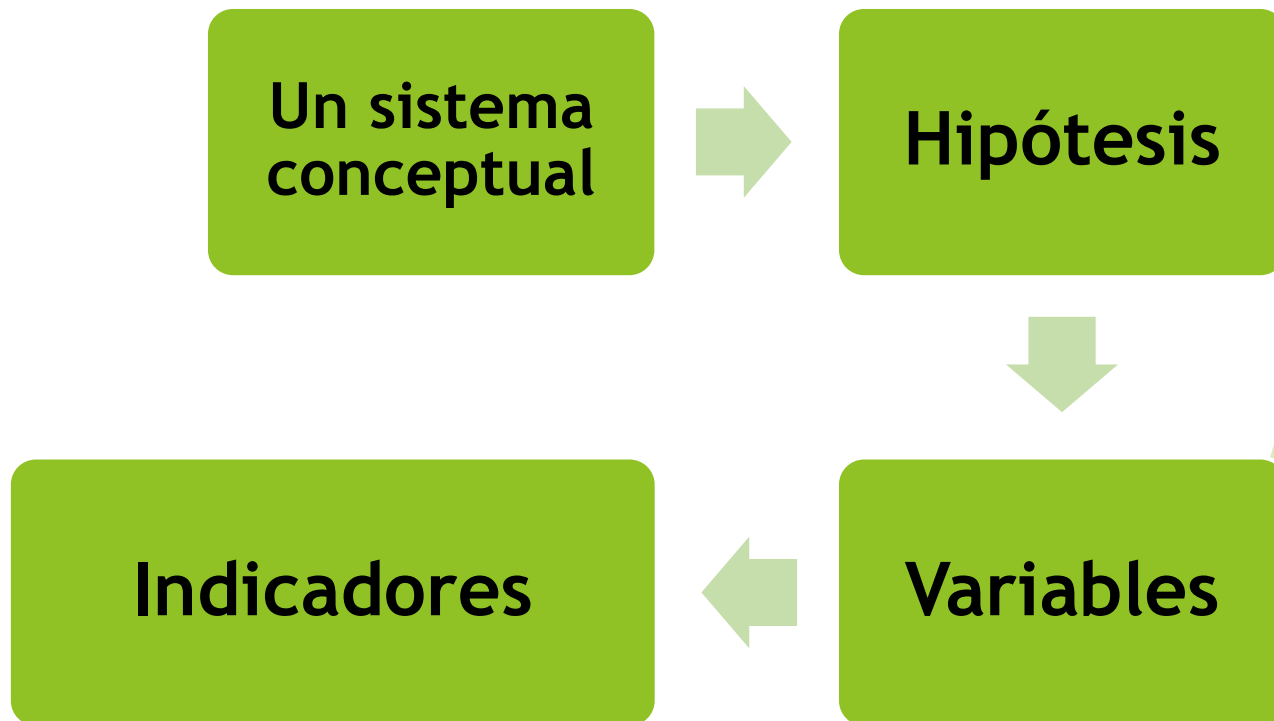 Un sistema
conceptual
Hipótesis
Variables
Indicadores